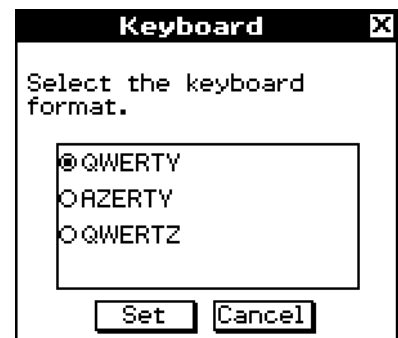 Keyboard
Select the keyboard
format.
QWERTY
AZERTY
QWERTZ
Set Cancel